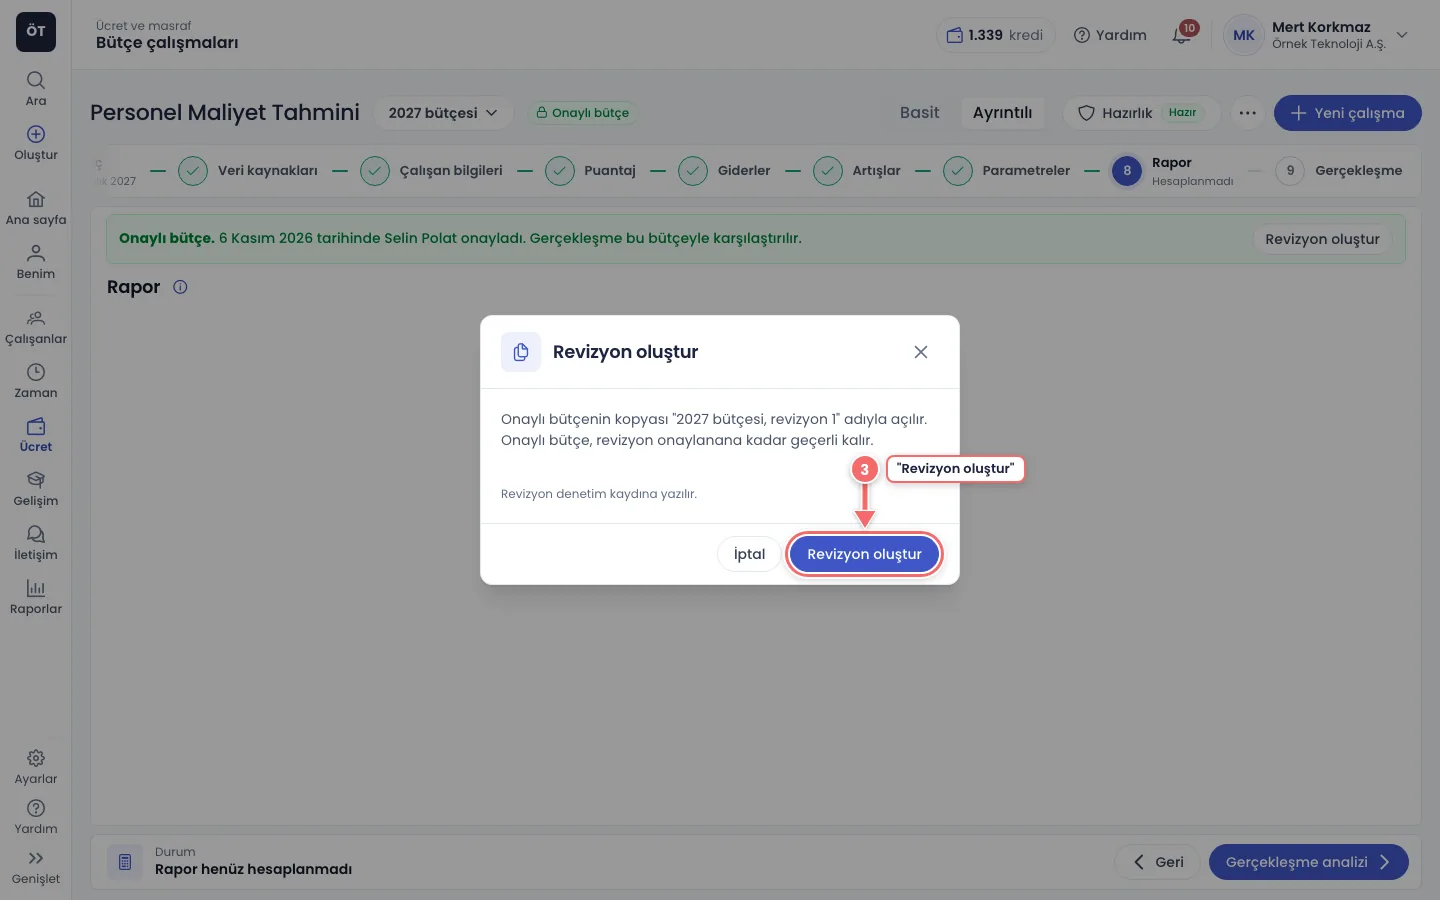 ÖT
Ücret ve masraf
Bütçe çalışmaları
1.339 kredi
Yardım
10
MK
Mert Korkmaz
Örnek Teknoloji A.Ş.
Ara
Oluştur
Ana sayfa
Benim
Çalışanlar
Zaman
Ücret
Gelişim
İletişim
Raporlar
Ayarlar
Yardım
Genişlet
Personel Maliyet Tahmini
2027 bütçesi
Onaylı bütçe
Basit
Ayrıntılı
Hazırlık Hazır
Yeni çalışma
2027
Veri kaynakları
Çalışan bilgileri
Puantaj
Giderler
Artışlar
Parametreler
8
Rapor
Hesaplanmadı
9
Gerçekleşme
Onaylı bütçe. 6 Kasım 2026 tarihinde Selin Polat onayladı. Gerçekleşme bu bütçeyle karşılaştırılır.
Revizyon oluştur
Rapor
Revizyon oluştur
Onaylı bütçenin kopyası "2027 bütçesi, revizyon 1" adıyla açılır.
Onaylı bütçe, revizyon onaylanana kadar geçerli kalır.
3
"Revizyon oluştur"
Revizyon denetim kaydına yazılır.
İptal
Revizyon oluştur
Durum
Rapor henüz hesaplanmadı
Geri
Gerçekleşme analizi